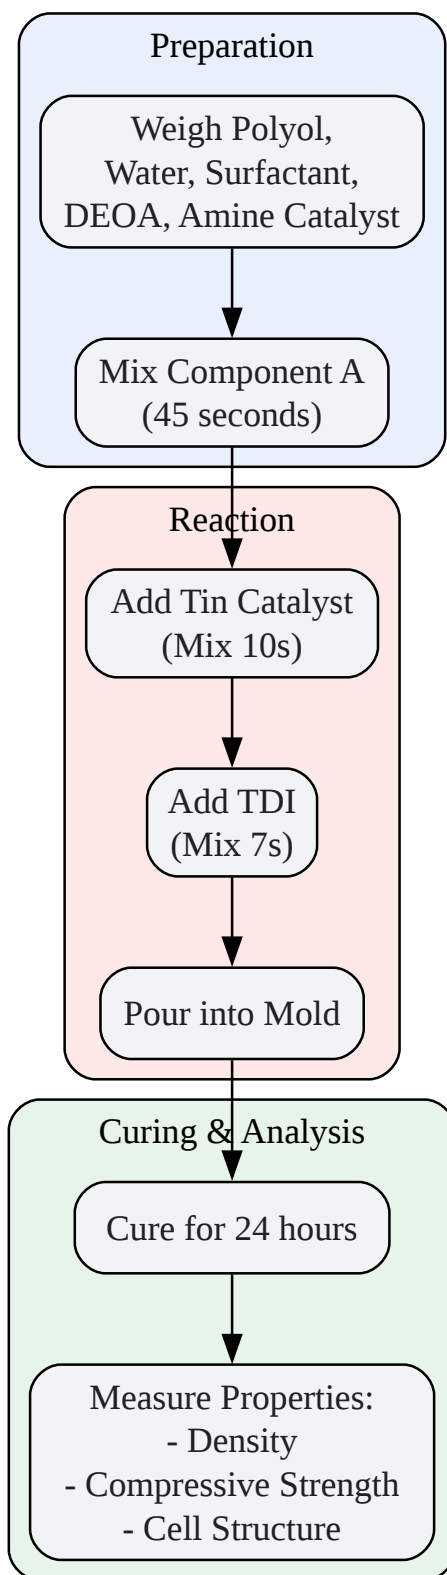 Preparation
Weigh Polyol,
Water, Surfactant,
DEOA, Amine Catalyst
Mix Component A
(45 seconds)
Reaction
Add Tin Catalyst
(Mix 10s)
Add TDI
(Mix 7s)
Pour into Mold
Curing & Analysis
Cure for 24 hours
Measure Properties:
- Density
- Compressive Strength
- Cell Structure